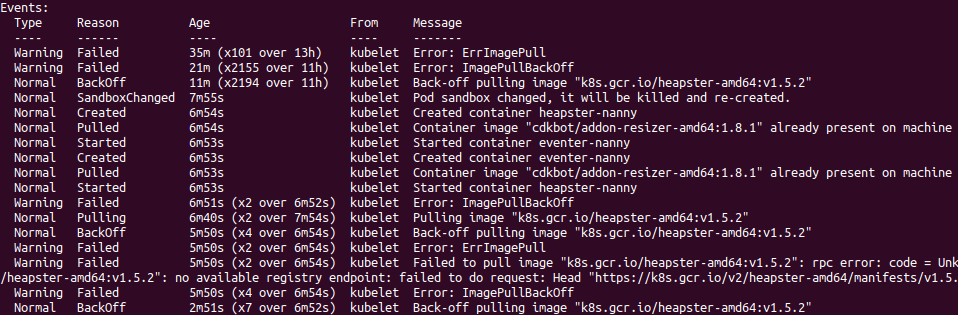 Events:
Type     Reason          Age                     From     Message
----     ------          ----                    ----     -------
Warning  Failed          35m (x101 over 13h)     kubelet  Error: ErrImagePull
Warning  Failed          21m (x2155 over 11h)    kubelet  Error: ImagePullBackOff
Normal   BackOff         11m (x2194 over 11h)    kubelet  Back-off pulling image "k8s.gcr.io/heapster-amd64:v1.5.2"
Normal   SandboxChanged  7m55s                   kubelet  Pod sandbox changed, it will be killed and re-created.
Normal   Created         6m54s                   kubelet  Created container heapster-nanny
Normal   Pulled          6m54s                   kubelet  Container image "cdkbot/addon-resizer-amd64:1.8.1" already present on machine
Normal   Started         6m53s                   kubelet  Started container eventer-nanny
Normal   Created         6m53s                   kubelet  Created container eventer-nanny
Normal   Pulled          6m53s                   kubelet  Container image "cdkbot/addon-resizer-amd64:1.8.1" already present on machine
Normal   Started         6m53s                   kubelet  Started container heapster-nanny
Warning  Failed          6m51s (x2 over 6m52s)   kubelet  Error: ImagePullBackOff
Normal   Pulling         6m40s (x2 over 7m54s)   kubelet  Pulling image "k8s.gcr.io/heapster-amd64:v1.5.2"
Normal   BackOff         5m50s (x4 over 6m54s)   kubelet  Back-off pulling image "k8s.gcr.io/heapster-amd64:v1.5.2"
Warning  Failed          5m50s (x2 over 6m54s)   kubelet  Error: ErrImagePull
Warning  Failed          5m50s (x2 over 6m54s)   kubelet  Failed to pull image "k8s.gcr.io/heapster-amd64:v1.5.2": rpc error: code = Unk
/heapster-amd64:v1.5.2": no available registry endpoint: failed to do request: Head "https://k8s.gcr.io/v2/heapster-amd64/manifests/v1.5.
Warning  Failed          5m50s (x4 over 6m54s)   kubelet  Error: ImagePullBackOff
Normal   BackOff         2m51s (x7 over 6m52s)   kubelet  Back-off pulling image "k8s.gcr.io/heapster-amd64:v1.5.2"